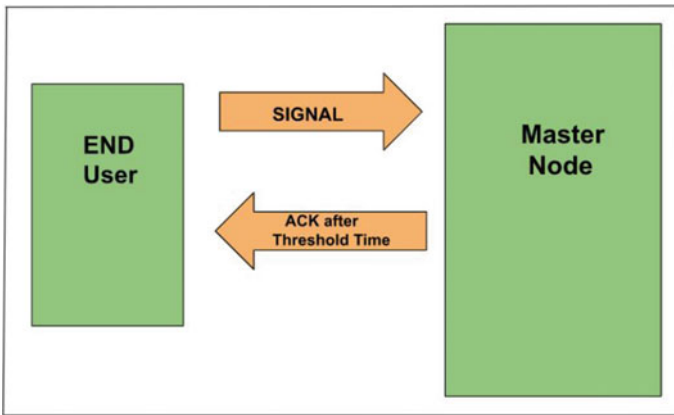 END
User
SIGNAL
Master
Node
ACK after
Threshold Time